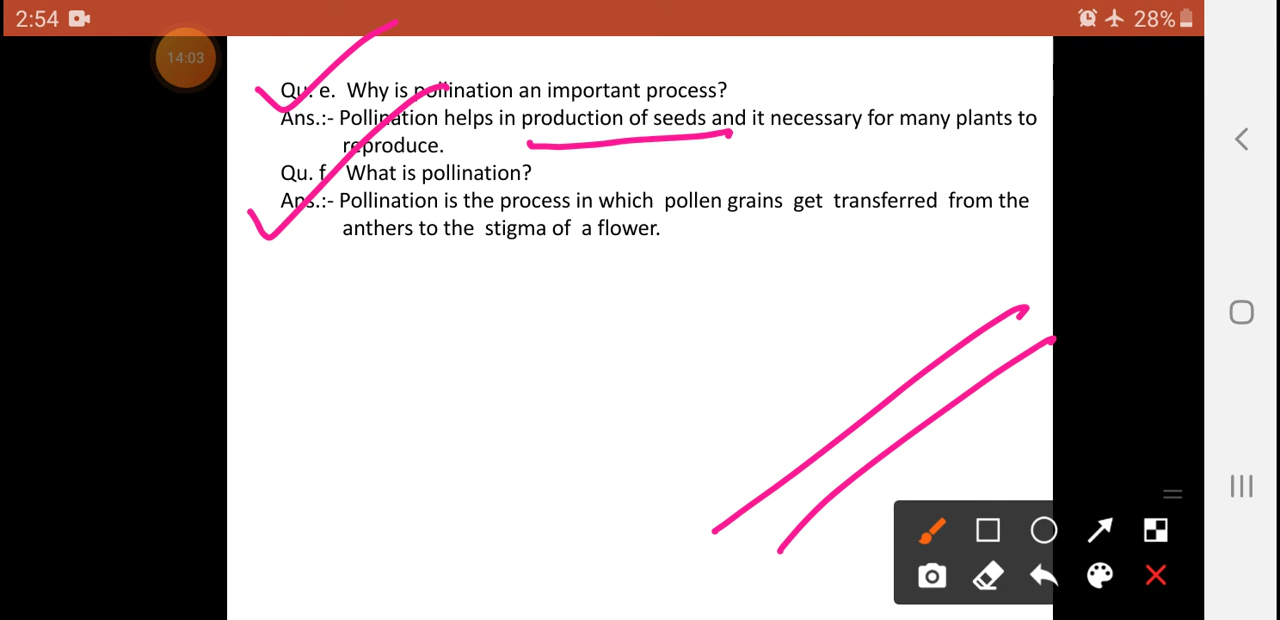 2:54
28%
14:03
Qu. e. Why is pollination an important process?
Ans.:- Pollination helps in production of seeds and it necessary for many plants to
reproduce.
Qu. f. What is pollination?
Ans.:- Pollination is the process in which pollen grains get transferred from the
anthers to the stigma of a flower.